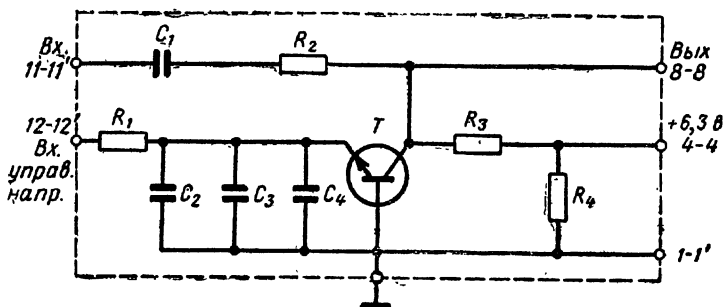 Вх.
11-11'
C1
R2
Вых
8-8
12-12'
Вх.
управ.
напр.
R1
T
R3
+6,3 в
4-4
C2
C3
C4
R4
1-1'